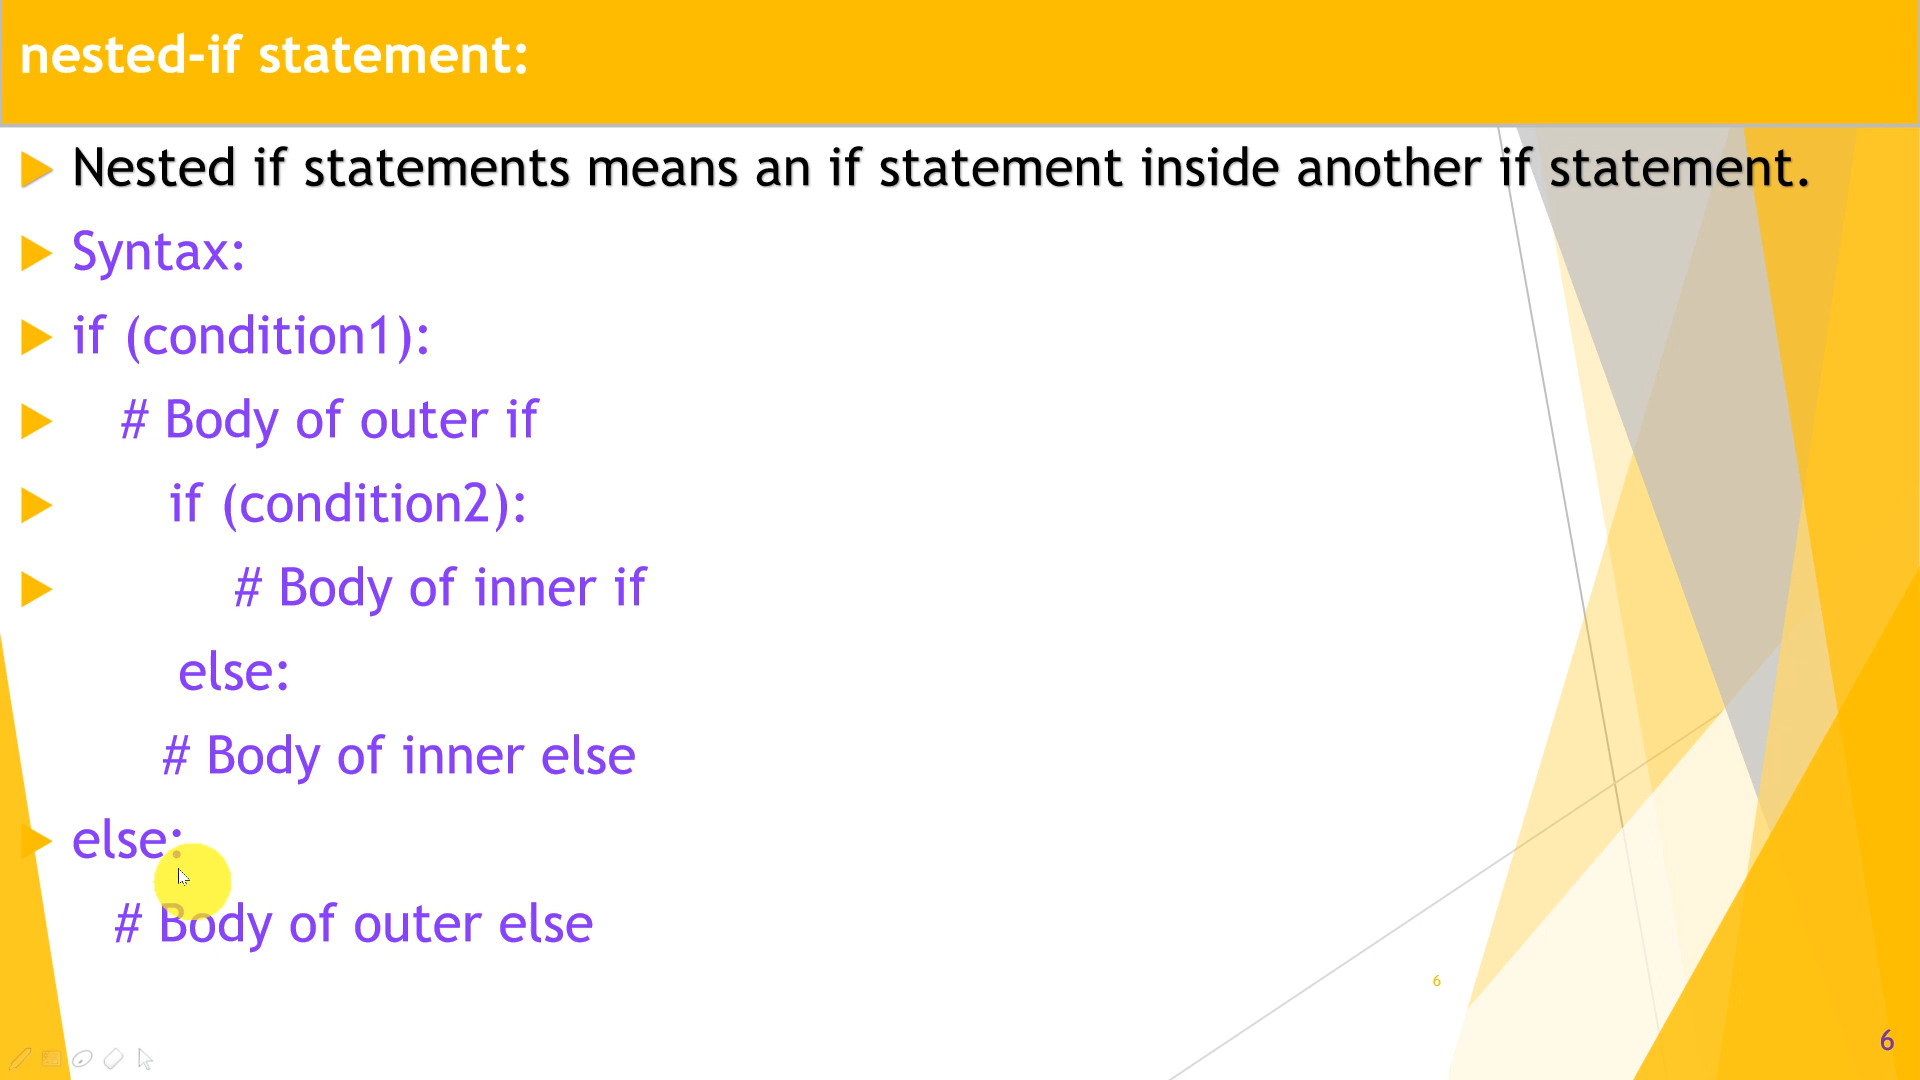 nested-if statement:
Nested if statements means an if statement inside another if statement.
Syntax:
if (condition1):
# Body of outer if
if (condition2):
# Body of inner if
else:
# Body of inner else
else:
# Body of outer else
6
6